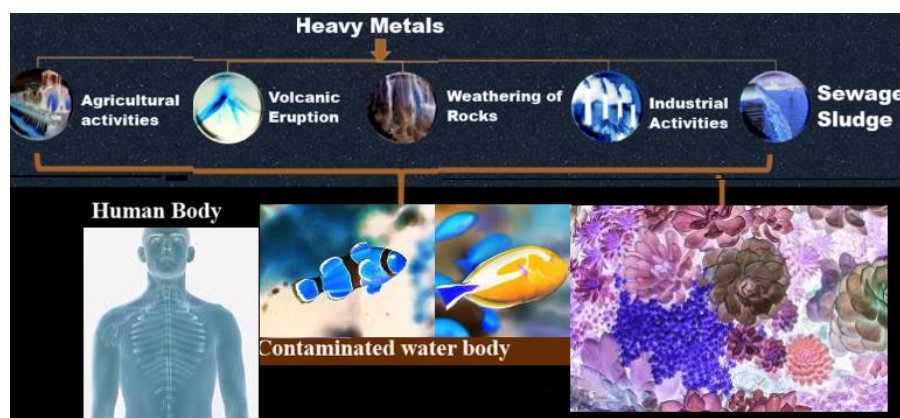 Heavy Metals
Agricultural
activities
Volcanic
Eruption
Weathering of
Rocks
Industrial
Activities
Sewage
Sludge
Human Body
Contaminated water body